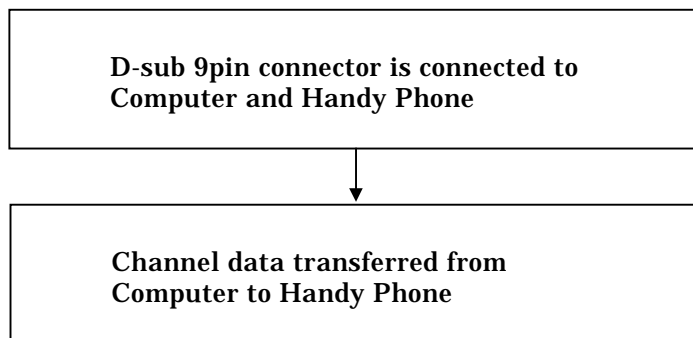 D-sub 9pin connector is connected to
Computer and Handy Phone
Channel data transferred from
Computer to Handy Phone